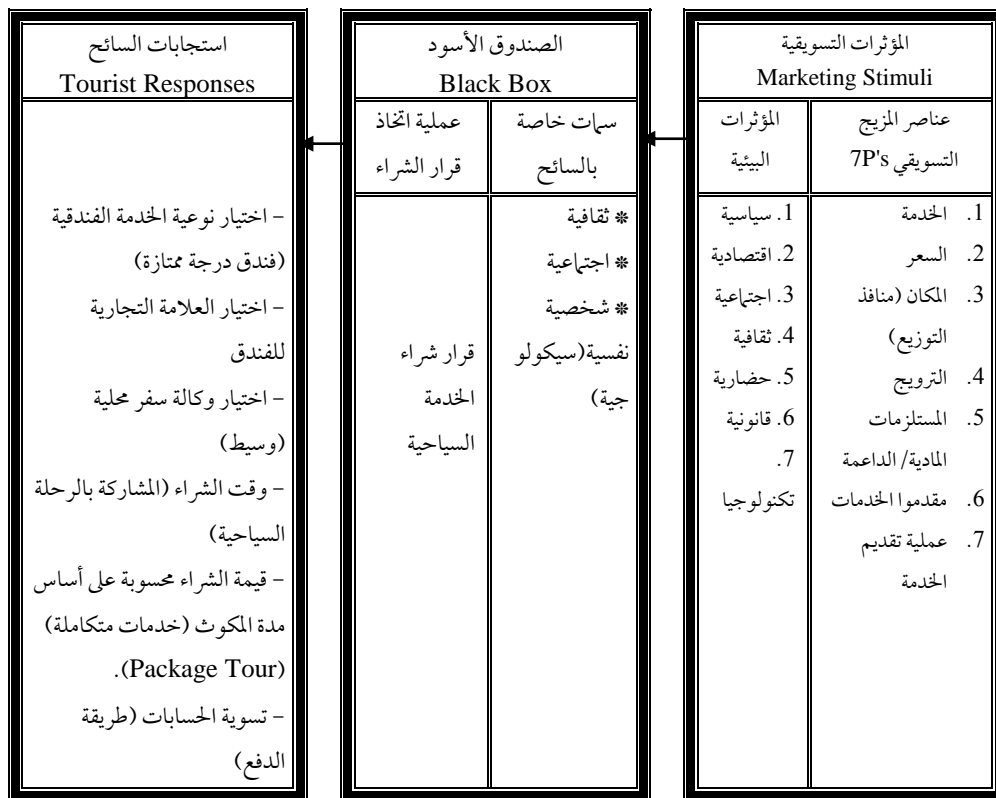 المؤثرات التسويقية
Marketing Stimuli
عناصر المزيج
التسويقي 7P's
1. الخدمة
2. السعر
3. المكان (منافذ
التوزيع)
4. الترويج
5. المستلزمات
المادية/ الداعمة
6. مقدموا الخدمات
7. عملية تقديم
الخدمة
المؤثرات
البيئية
1. سياسية
2. اقتصادية
3. اجتماعية
4. ثقافية
5. حضارية
6. قانونية
7.
تكنولوجيا
الصندوق الأسود
Black Box
سمات خاصة
بالسائح
* ثقافية
* اجتماعية
* شخصية
نفسية(سيكولو
جية)
عملية اتخاذ
قرار الشراء
قرار شراء
الخدمة
السياحية
استجابات السائح
Tourist Responses
– اختيار نوعية الخدمة الفندقية
(فندق درجة ممتازة)
– اختيار العلامة التجارية
للفندق
– اختيار وكالة سفر محلية
(وسيط)
– وقت الشراء (المشاركة بالرحلة
السياحية)
– قيمة الشراء محسوبة على أساس
مدة المكوث (خدمات متكاملة)
(Package Tour).
– تسوية الحسابات (طريقة
الدفع)